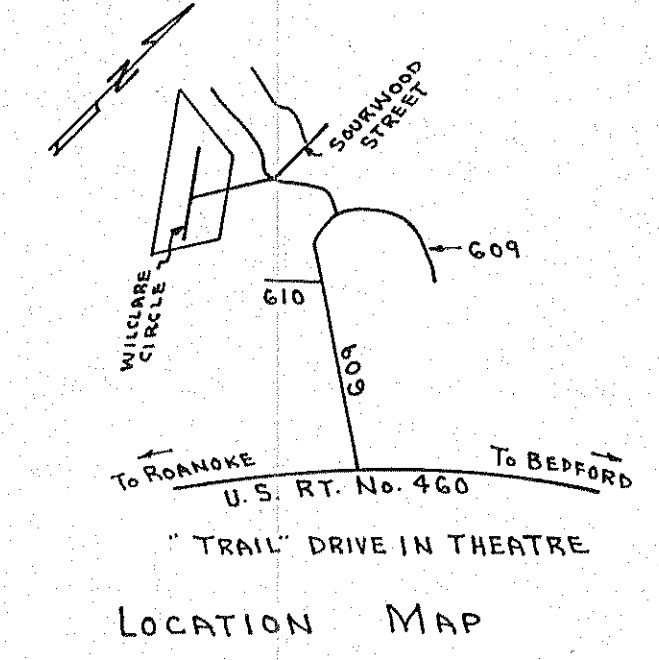 N
SOURWOOD
STREET
609
610
WILCLARE
CIRCLE
609
To ROANOKE
To BEDFORD
U.S. RT. No. 460
"TRAIL" DRIVE IN THEATRE
LOCATION MAP